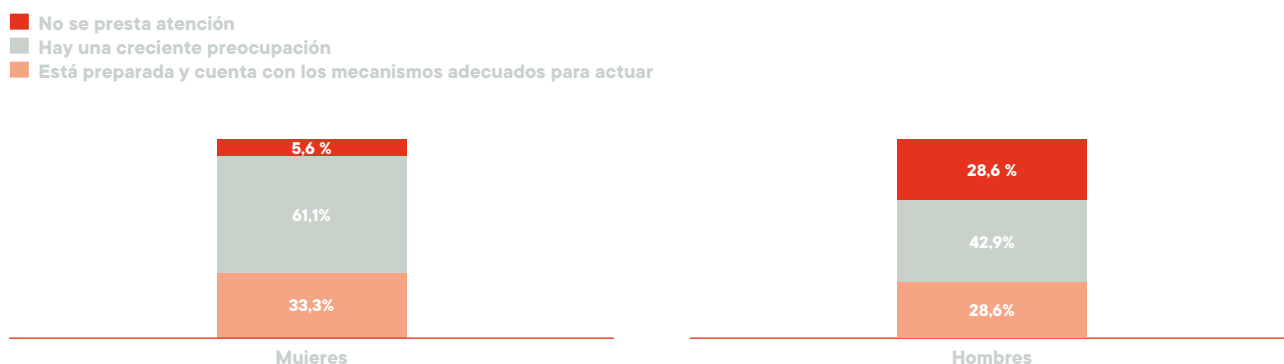 No se presta atención
Hay una creciente preocupación
Está preparada y cuenta con los mecanismos adecuados para actuar
5,6 %
61,1%
33,3%
Mujeres
28,6 %
42,9%
28,6%
Hombres